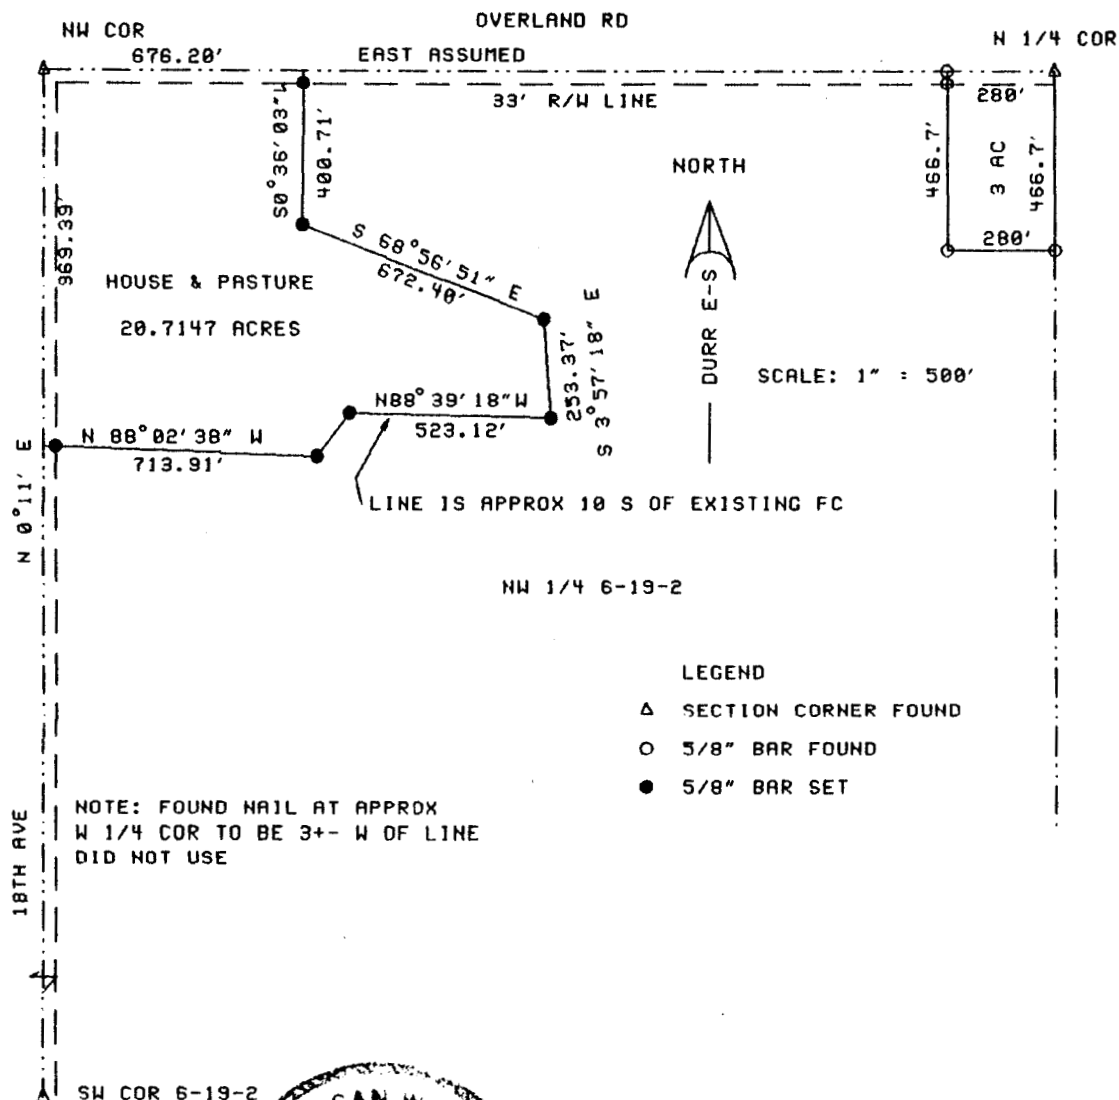 OVERLAND RD
NW COR
N 1/4 COR
676.20'
EAST ASSUMED
33' R/W LINE
280'
S0°36'03"W
400.71'
466.7'
3 AC
466.7'
280'
NORTH
DURR E-S
SCALE: 1" = 500'
969.39'
S 68°56'51" E
672.40'
HOUSE & PASTURE
20.7147 ACRES
253.37'
S 3°57'18" E
N88°39'18"W
523.12'
N 88°02'38" W
713.91'
N 0°11' E
LINE IS APPROX 10 S OF EXISTING FC
NW 1/4 6-19-2
LEGEND
SECTION CORNER FOUND
5/8" BAR FOUND
5/8" BAR SET
NOTE: FOUND NAIL AT APPROX
W 1/4 COR TO BE 3+- W OF LINE
DID NOT USE
18TH AVE
SW COR 6-19-2